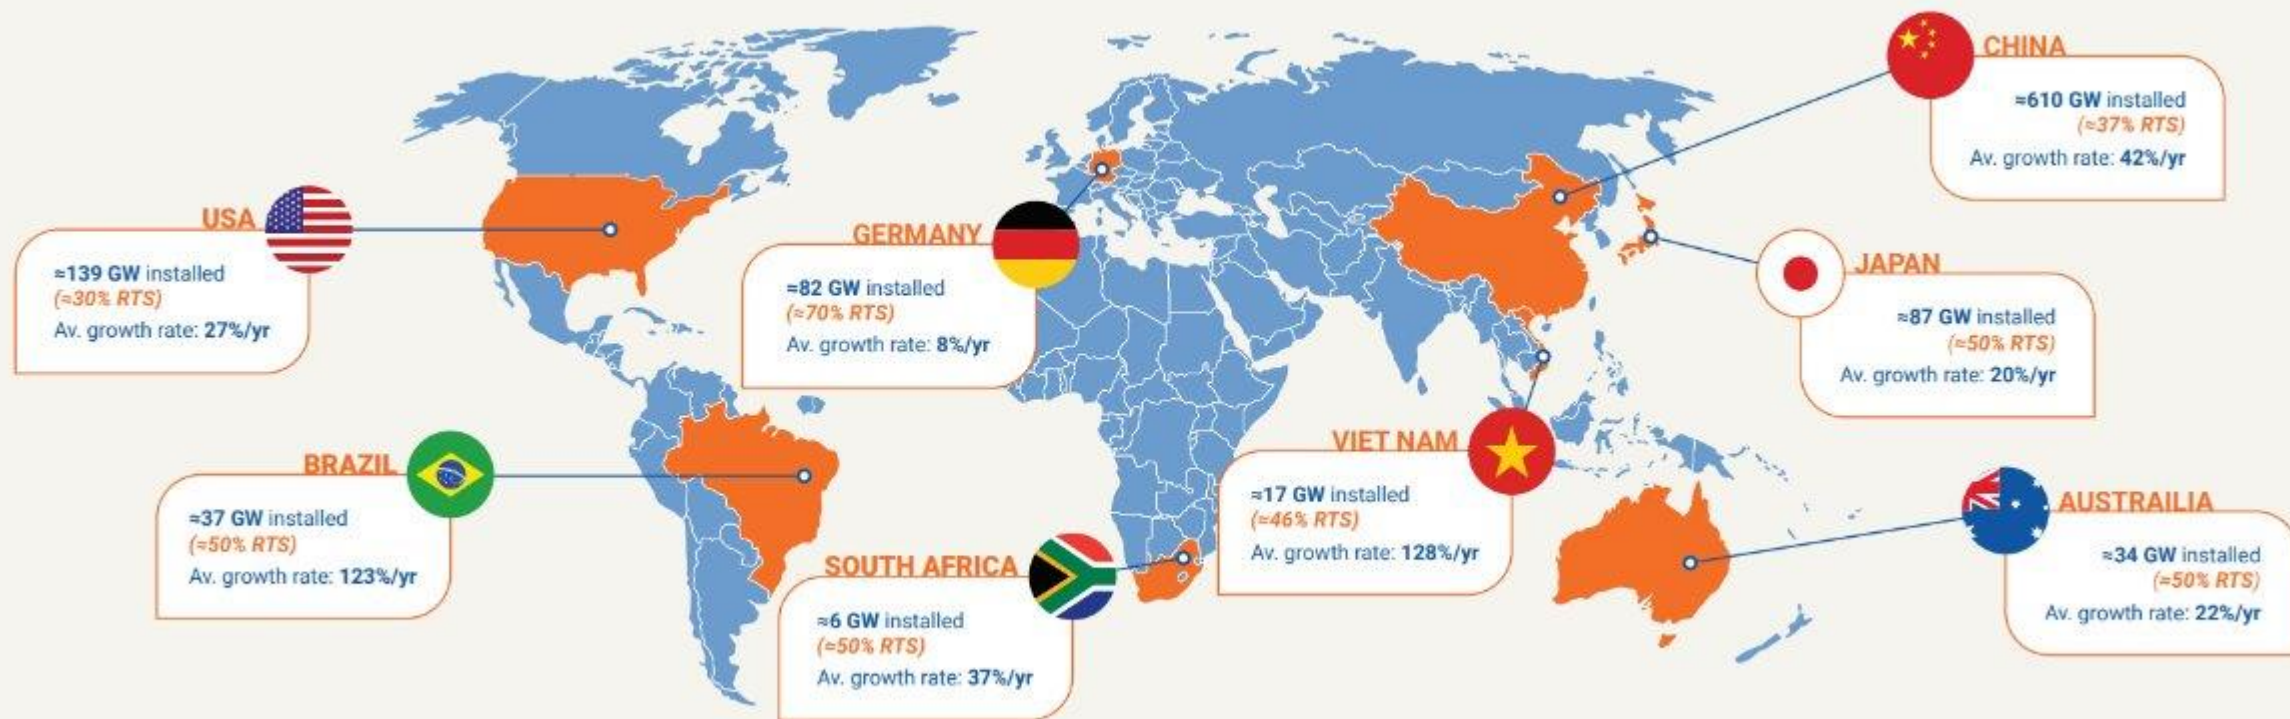 CHINA
≈610 GW installed
(≈37% RTS)
Av. growth rate: 42%/yr
USA
≈139 GW installed
(≈30% RTS)
Av. growth rate: 27%/yr
GERMANY
≈82 GW installed
(≈70% RTS)
Av. growth rate: 8%/yr
JAPAN
≈87 GW installed
(≈50% RTS)
Av. growth rate: 20%/yr
BRAZIL
≈37 GW installed
(≈50% RTS)
Av. growth rate: 123%/yr
VIET NAM
≈17 GW installed
(≈46% RTS)
Av. growth rate: 128%/yr
SOUTH AFRICA
≈6 GW installed
(≈50% RTS)
Av. growth rate: 37%/yr
AUSTRAILIA
≈34 GW installed
(≈50% RTS)
Av. growth rate: 22%/yr